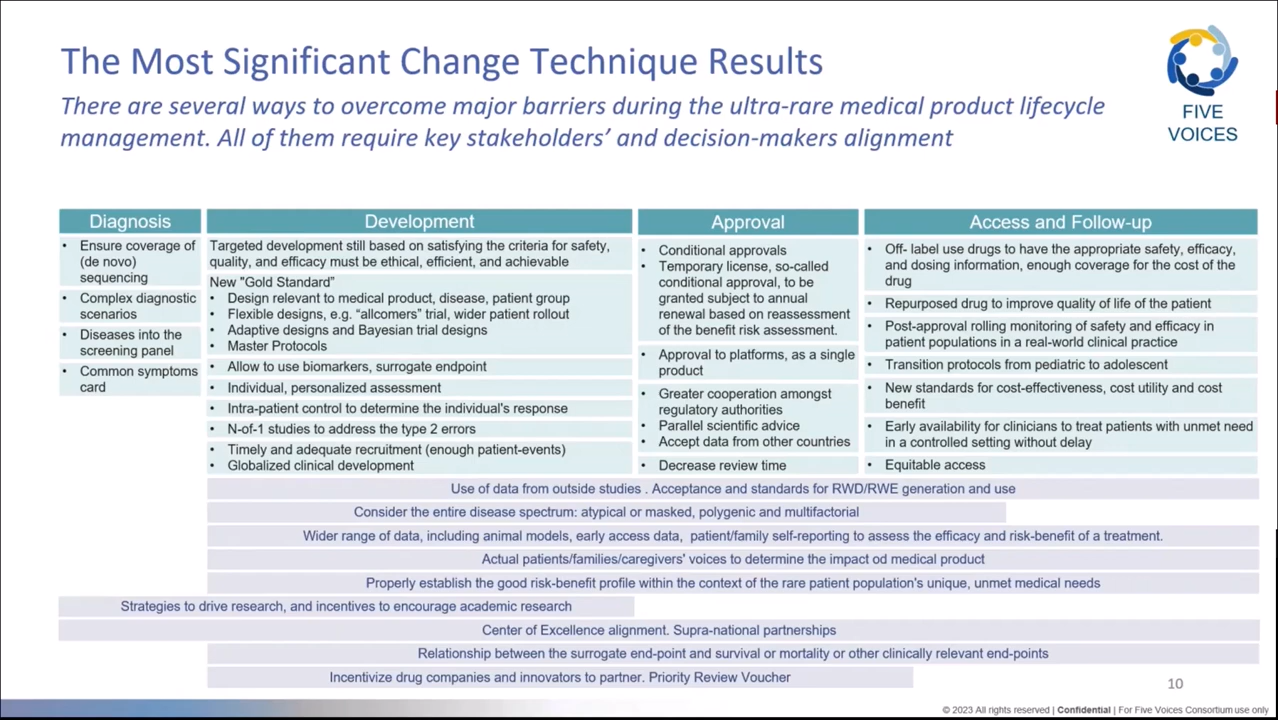 The Most Significant Change Technique Results
There are several ways to overcome major barriers during the ultra-rare medical product lifecycle
management. All of them require key stakeholders' and decision-makers alignment
FIVE
VOICES
Diagnosis
• Ensure coverage of
(de novo)
sequencing
• Complex diagnostic
scenarios
• Diseases into the
screening panel
• Common symptoms
card
Development
Targeted development still based on satisfying the criteria for safety,
quality, and efficacy must be ethical, efficient, and achievable
New "Gold Standard"
• Design relevant to medical product, disease, patient group
• Flexible designs, e.g. "allcomers" trial, wider patient rollout
• Adaptive designs and Bayesian trial designs
• Master Protocols
• Allow to use biomarkers, surrogate endpoint
• Individual, personalized assessment
• Intra-patient control to determine the individual's response
• N-of-1 studies to address the type 2 errors
• Timely and adequate recruitment (enough patient-events)
• Globalized clinical development
Approval
• Conditional approvals
• Temporary license, so-called
conditional approval, to be
granted subject to annual
renewal based on reassessment
of the benefit risk assessment.
• Approval to platforms, as a single
product
• Greater cooperation amongst
regulatory authorities
• Parallel scientific advice
• Accept data from other countries
• Decrease review time
Access and Follow-up
• Off- label use drugs to have the appropriate safety, efficacy,
and dosing information, enough coverage for the cost of the
drug
• Repurposed drug to improve quality of life of the patient
• Post-approval rolling monitoring of safety and efficacy in
patient populations in a real-world clinical practice
• Transition protocols from pediatric to adolescent
• New standards for cost-effectiveness, cost utility and cost
benefit
• Early availability for clinicians to treat patients with unmet need
in a controlled setting without delay
• Equitable access
Use of data from outside studies . Acceptance and standards for RWD/RWE generation and use
Consider the entire disease spectrum: atypical or masked, polygenic and multifactorial
Wider range of data, including animal models, early access data, patient/family self-reporting to assess the efficacy and risk-benefit of a treatment.
Actual patients/families/caregivers' voices to determine the impact od medical product
Properly establish the good risk-benefit profile within the context of the rare patient population's unique, unmet medical needs
Strategies to drive research, and incentives to encourage academic research
Center of Excellence alignment. Supra-national partnerships
Relationship between the surrogate end-point and survival or mortality or other clinically relevant end-points
Incentivize drug companies and innovators to partner. Priority Review Voucher
10
© 2023 All rights reserved | Confidential | For Five Voices Consortium use only